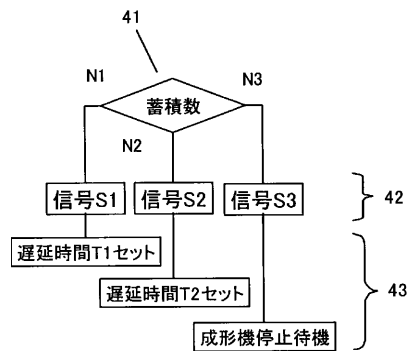 41
N1
N3
蓄積数
N2
信号S1
信号S2
信号S3
42
遅延時間T1セット
遅延時間T2セット
43
成形機停止待機